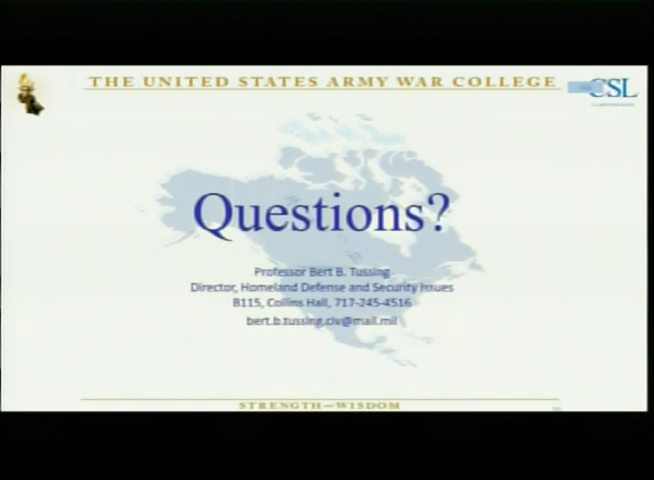 THE UNITED STATES ARMY WAR COLLEGE
CSL
Questions?
Professor Bert B. Tussing
Director, Homeland Defense and Security Issues
B115, Collins Hall, 717-245-4516
bert.b.tussing.civ@mail.mil
STRENGTH—WISDOM